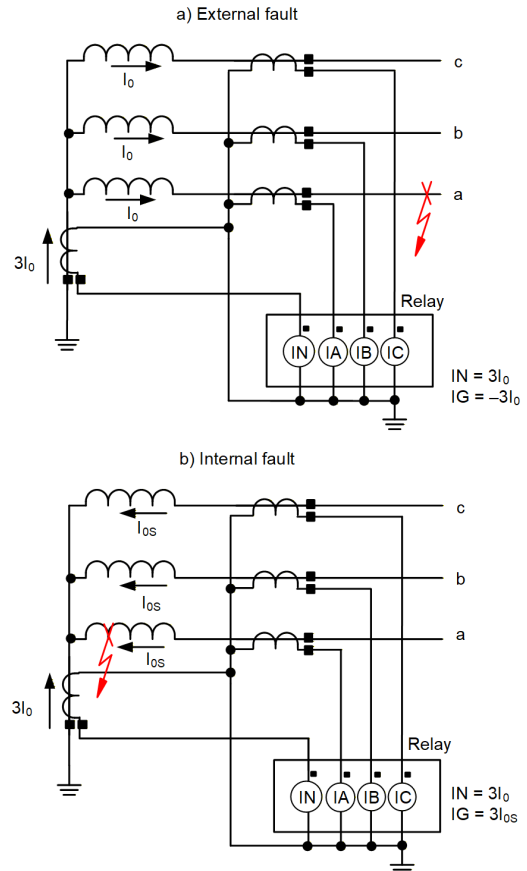 a) External fault
c
I0
b
I0
a
I0
3I0
Relay
IN IA IB IC
IN = 3I0
IG = –3I0
b) Internal fault
c
I0S
b
I0S
a
I0S
3I0
Relay
IN IA IB IC
IN = 3I0
IG = 3I0S